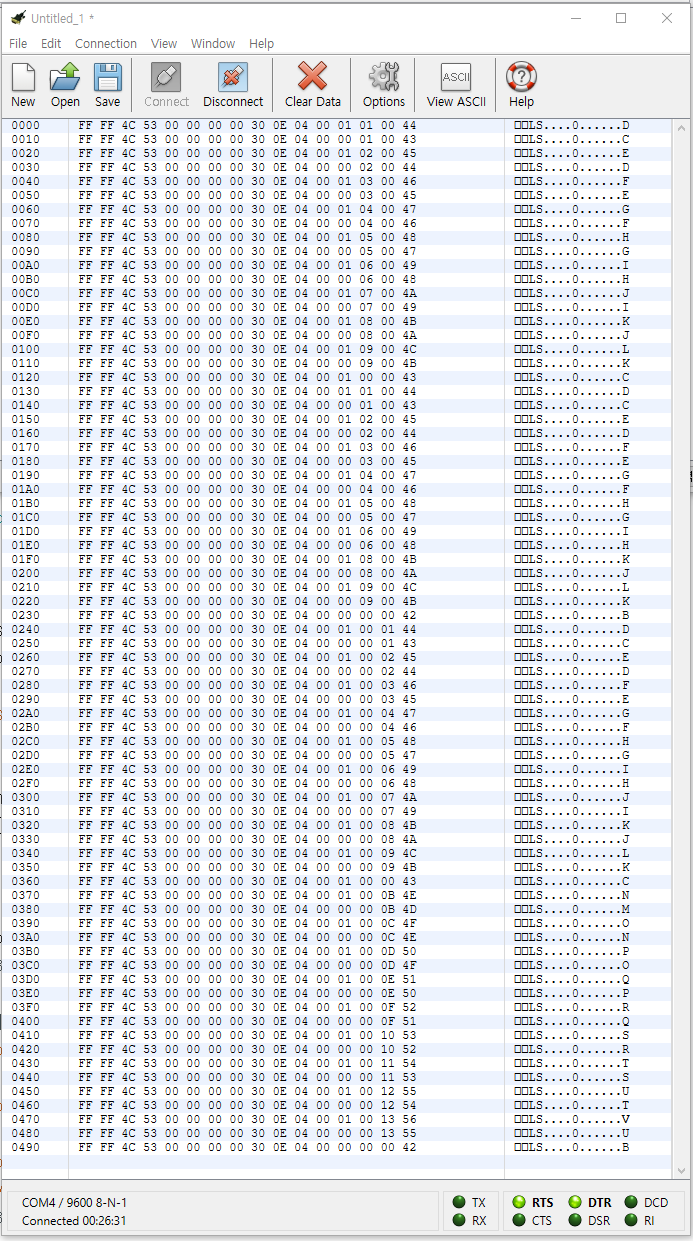 Untitled_1 *
File Edit Connection View Window Help
New Open Save Connect Disconnect Clear Data Options ASCII View ASCII Help
0000 FF FF 4C 53 00 00 00 00 30 0E 04 00 01 01 00 44 □□LS....0......D
0010 FF FF 4C 53 00 00 00 00 30 0E 04 00 00 01 00 43 □□LS....0......C
0020 FF FF 4C 53 00 00 00 00 30 0E 04 00 01 02 00 45 □□LS....0......E
0030 FF FF 4C 53 00 00 00 00 30 0E 04 00 00 02 00 44 □□LS....0......D
0040 FF FF 4C 53 00 00 00 00 30 0E 04 00 01 03 00 46 □□LS....0......F
0050 FF FF 4C 53 00 00 00 00 30 0E 04 00 00 03 00 45 □□LS....0......E
0060 FF FF 4C 53 00 00 00 00 30 0E 04 00 01 04 00 47 □□LS....0......G
0070 FF FF 4C 53 00 00 00 00 30 0E 04 00 00 04 00 46 □□LS....0......F
0080 FF FF 4C 53 00 00 00 00 30 0E 04 00 01 05 00 48 □□LS....0......H
0090 FF FF 4C 53 00 00 00 00 30 0E 04 00 00 05 00 47 □□LS....0......G
00A0 FF FF 4C 53 00 00 00 00 30 0E 04 00 01 06 00 49 □□LS....0......I
00B0 FF FF 4C 53 00 00 00 00 30 0E 04 00 00 06 00 48 □□LS....0......H
00C0 FF FF 4C 53 00 00 00 00 30 0E 04 00 01 07 00 4A □□LS....0......J
00D0 FF FF 4C 53 00 00 00 00 30 0E 04 00 00 07 00 49 □□LS....0......I
00E0 FF FF 4C 53 00 00 00 00 30 0E 04 00 01 08 00 4B □□LS....0......K
00F0 FF FF 4C 53 00 00 00 00 30 0E 04 00 00 08 00 4A □□LS....0......J
0100 FF FF 4C 53 00 00 00 00 30 0E 04 00 01 09 00 4C □□LS....0......L
0110 FF FF 4C 53 00 00 00 00 30 0E 04 00 00 09 00 4B □□LS....0......K
0120 FF FF 4C 53 00 00 00 00 30 0E 04 00 01 00 00 43 □□LS....0......C
0130 FF FF 4C 53 00 00 00 00 30 0E 04 00 01 01 00 44 □□LS....0......D
0140 FF FF 4C 53 00 00 00 00 30 0E 04 00 00 01 00 43 □□LS....0......C
0150 FF FF 4C 53 00 00 00 00 30 0E 04 00 01 02 00 45 □□LS....0......E
0160 FF FF 4C 53 00 00 00 00 30 0E 04 00 00 02 00 44 □□LS....0......D
0170 FF FF 4C 53 00 00 00 00 30 0E 04 00 01 03 00 46 □□LS....0......F
0180 FF FF 4C 53 00 00 00 00 30 0E 04 00 00 03 00 45 □□LS....0......E
0190 FF FF 4C 53 00 00 00 00 30 0E 04 00 01 04 00 47 □□LS....0......G
01A0 FF FF 4C 53 00 00 00 00 30 0E 04 00 00 04 00 46 □□LS....0......F
01B0 FF FF 4C 53 00 00 00 00 30 0E 04 00 01 05 00 48 □□LS....0......H
01C0 FF FF 4C 53 00 00 00 00 30 0E 04 00 00 05 00 47 □□LS....0......G
01D0 FF FF 4C 53 00 00 00 00 30 0E 04 00 01 06 00 49 □□LS....0......I
01E0 FF FF 4C 53 00 00 00 00 30 0E 04 00 00 06 00 48 □□LS....0......H
01F0 FF FF 4C 53 00 00 00 00 30 0E 04 00 01 08 00 4B □□LS....0......K
0200 FF FF 4C 53 00 00 00 00 30 0E 04 00 00 08 00 4A □□LS....0......J
0210 FF FF 4C 53 00 00 00 00 30 0E 04 00 01 09 00 4C □□LS....0......L
0220 FF FF 4C 53 00 00 00 00 30 0E 04 00 00 09 00 4B □□LS....0......K
0230 FF FF 4C 53 00 00 00 00 30 0E 04 00 00 00 00 42 □□LS....0......B
0240 FF FF 4C 53 00 00 00 00 30 0E 04 00 01 00 01 44 □□LS....0......D
0250 FF FF 4C 53 00 00 00 00 30 0E 04 00 00 00 01 43 □□LS....0......C
0260 FF FF 4C 53 00 00 00 00 30 0E 04 00 01 00 02 45 □□LS....0......E
0270 FF FF 4C 53 00 00 00 00 30 0E 04 00 00 00 02 44 □□LS....0......D
0280 FF FF 4C 53 00 00 00 00 30 0E 04 00 01 00 03 46 □□LS....0......F
0290 FF FF 4C 53 00 00 00 00 30 0E 04 00 00 00 03 45 □□LS....0......E
02A0 FF FF 4C 53 00 00 00 00 30 0E 04 00 01 00 04 47 □□LS....0......G
02B0 FF FF 4C 53 00 00 00 00 30 0E 04 00 00 00 04 46 □□LS....0......F
02C0 FF FF 4C 53 00 00 00 00 30 0E 04 00 01 00 05 48 □□LS....0......H
02D0 FF FF 4C 53 00 00 00 00 30 0E 04 00 00 00 05 47 □□LS....0......G
02E0 FF FF 4C 53 00 00 00 00 30 0E 04 00 01 00 06 49 □□LS....0......I
02F0 FF FF 4C 53 00 00 00 00 30 0E 04 00 00 00 06 48 □□LS....0......H
0300 FF FF 4C 53 00 00 00 00 30 0E 04 00 01 00 07 4A □□LS....0......J
0310 FF FF 4C 53 00 00 00 00 30 0E 04 00 00 00 07 49 □□LS....0......I
0320 FF FF 4C 53 00 00 00 00 30 0E 04 00 01 00 08 4B □□LS....0......K
0330 FF FF 4C 53 00 00 00 00 30 0E 04 00 00 00 08 4A □□LS....0......J
0340 FF FF 4C 53 00 00 00 00 30 0E 04 00 01 00 09 4C □□LS....0......L
0350 FF FF 4C 53 00 00 00 00 30 0E 04 00 00 00 09 4B □□LS....0......K
0360 FF FF 4C 53 00 00 00 00 30 0E 04 00 01 00 00 43 □□LS....0......C
0370 FF FF 4C 53 00 00 00 00 30 0E 04 00 01 00 0B 4E □□LS....0......N
0380 FF FF 4C 53 00 00 00 00 30 0E 04 00 00 00 0B 4D □□LS....0......M
0390 FF FF 4C 53 00 00 00 00 30 0E 04 00 01 00 0C 4F □□LS....0......O
03A0 FF FF 4C 53 00 00 00 00 30 0E 04 00 00 00 0C 4E □□LS....0......N
03B0 FF FF 4C 53 00 00 00 00 30 0E 04 00 01 00 0D 50 □□LS....0......P
03C0 FF FF 4C 53 00 00 00 00 30 0E 04 00 00 00 0D 4F □□LS....0......O
03D0 FF FF 4C 53 00 00 00 00 30 0E 04 00 01 00 0E 51 □□LS....0......Q
03E0 FF FF 4C 53 00 00 00 00 30 0E 04 00 00 00 0E 50 □□LS....0......P
03F0 FF FF 4C 53 00 00 00 00 30 0E 04 00 01 00 0F 52 □□LS....0......R
0400 FF FF 4C 53 00 00 00 00 30 0E 04 00 00 00 0F 51 □□LS....0......Q
0410 FF FF 4C 53 00 00 00 00 30 0E 04 00 01 00 10 53 □□LS....0......S
0420 FF FF 4C 53 00 00 00 00 30 0E 04 00 00 00 10 52 □□LS....0......R
0430 FF FF 4C 53 00 00 00 00 30 0E 04 00 01 00 11 54 □□LS....0......T
0440 FF FF 4C 53 00 00 00 00 30 0E 04 00 00 00 11 53 □□LS....0......S
0450 FF FF 4C 53 00 00 00 00 30 0E 04 00 01 00 12 55 □□LS....0......U
0460 FF FF 4C 53 00 00 00 00 30 0E 04 00 00 00 12 54 □□LS....0......T
0470 FF FF 4C 53 00 00 00 00 30 0E 04 00 01 00 13 56 □□LS....0......V
0480 FF FF 4C 53 00 00 00 00 30 0E 04 00 00 00 13 55 □□LS....0......U
0490 FF FF 4C 53 00 00 00 00 30 0E 04 00 00 00 00 42 □□LS....0......B
COM4 / 9600 8-N-1 TX RTS DTR DCD
Connected 00:26:31 RX CTS DSR RI